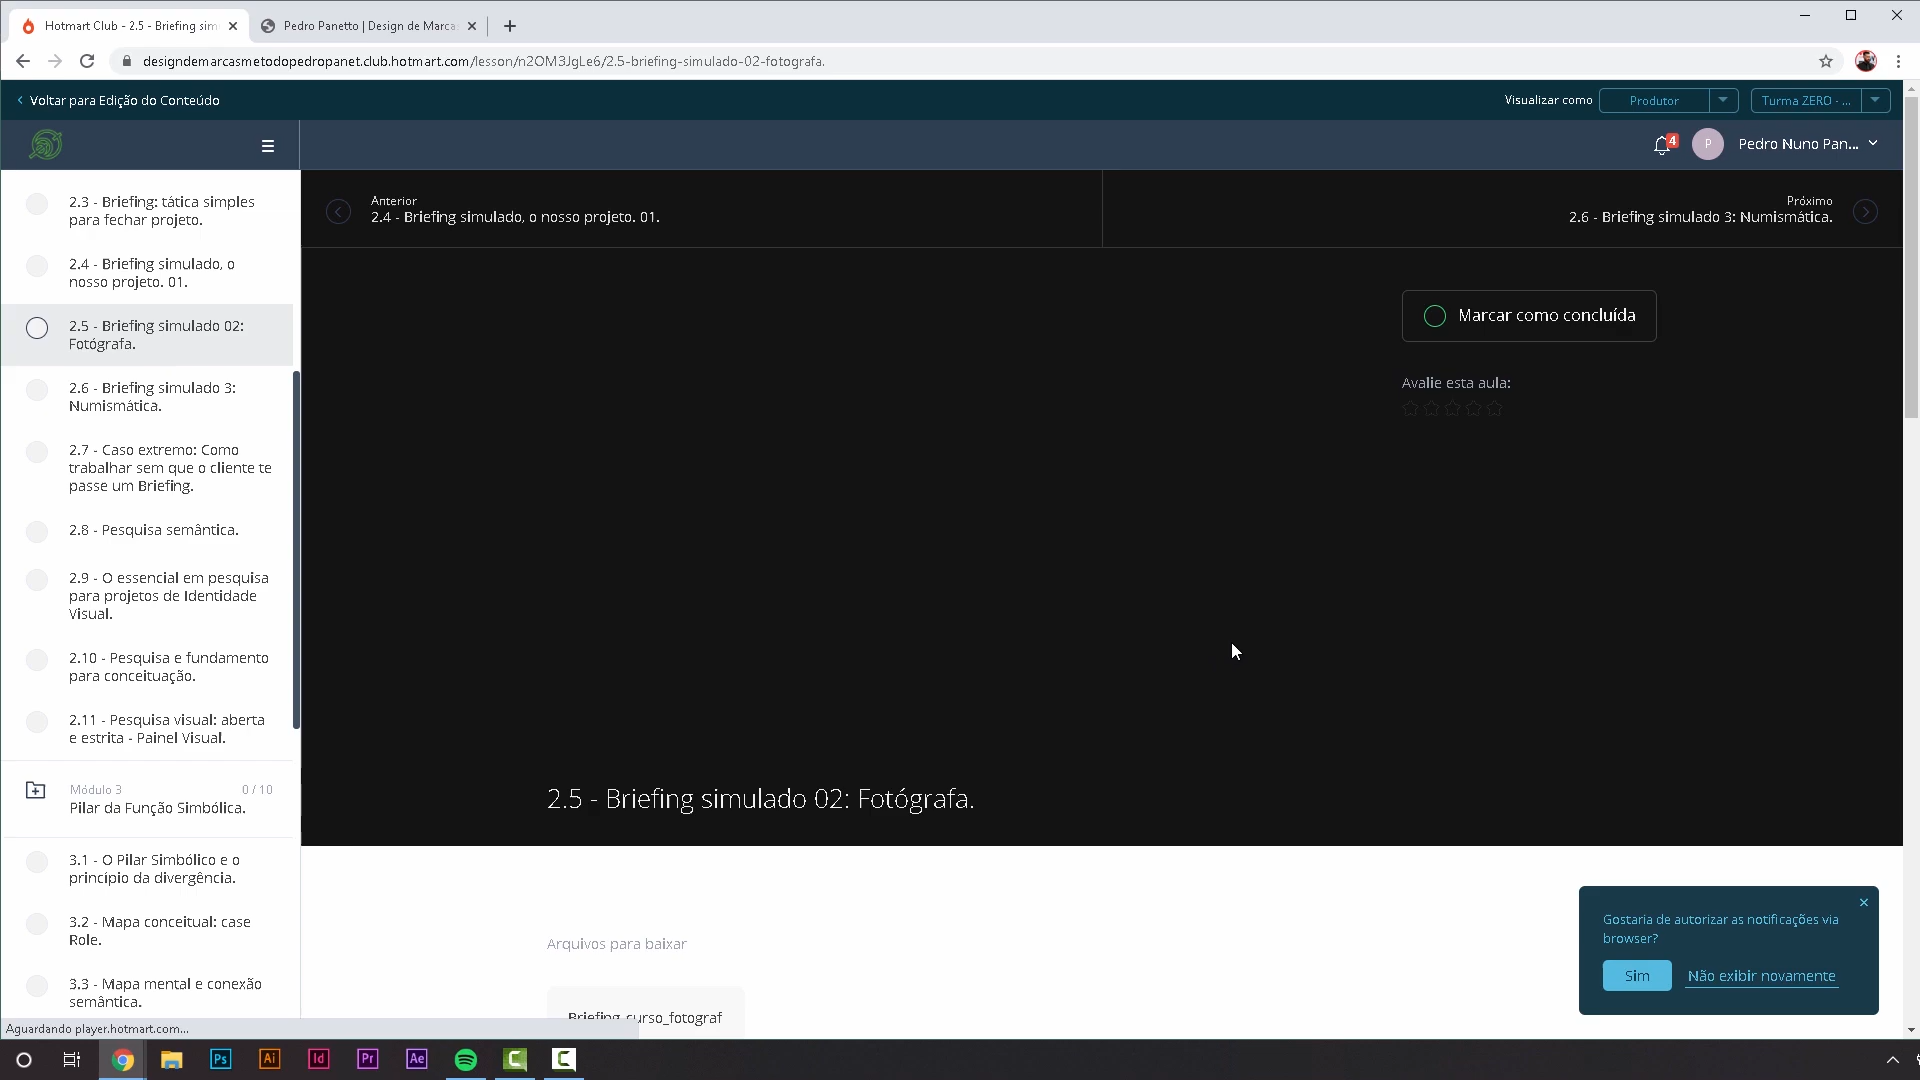 Hotmart Club - 2.5 - Briefing sim
Pedro Panetto | Design de Marca
designdemarcasmetodopedropanet.club.hotmart.com/lesson/n2OM3JgLe6/2.5-briefing-simulado-02-fotografa.
Voltar para Edição do Conteúdo
Visualizar como
Produtor
Turma ZERO - ...
4
P
Pedro Nuno Pan...
2.3 - Briefing: tática simples
para fechar projeto.
2.4 - Briefing simulado, o
nosso projeto. 01.
2.5 - Briefing simulado 02:
Fotógrafa.
2.6 - Briefing simulado 3:
Numismática.
2.7 - Caso extremo: Como
trabalhar sem que o cliente te
passe um Briefing.
2.8 - Pesquisa semântica.
2.9 - O essencial em pesquisa
para projetos de Identidade
Visual.
2.10 - Pesquisa e fundamento
para conceituação.
2.11 - Pesquisa visual: aberta
e estrita - Painel Visual.
Módulo 3
0 / 10
Pilar da Função Simbólica.
3.1 - O Pilar Simbólico e o
princípio da divergência.
3.2 - Mapa conceitual: case
Role.
3.3 - Mapa mental e conexão
semântica.
Anterior
2.4 - Briefing simulado, o nosso projeto. 01.
Próximo
2.6 - Briefing simulado 3: Numismática.
Marcar como concluída
Avalie esta aula:
2.5 - Briefing simulado 02: Fotógrafa.
Arquivos para baixar
Briefing_curso_fotograf
Gostaria de autorizar as notificações via
browser?
Sim
Não exibir novamente
Aguardando player.hotmart.com...
Ps
Ai
Id
Pr
Ae